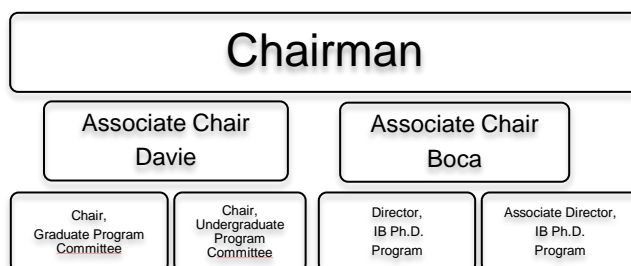 Chairman
Associate Chair
Davie
Associate Chair
Boca
Chair,
Graduate Program
Committee
Chair,
Undergraduate
Program
Committee
Director,
IB Ph.D.
Program
Associate Director,
IB Ph.D.
Program